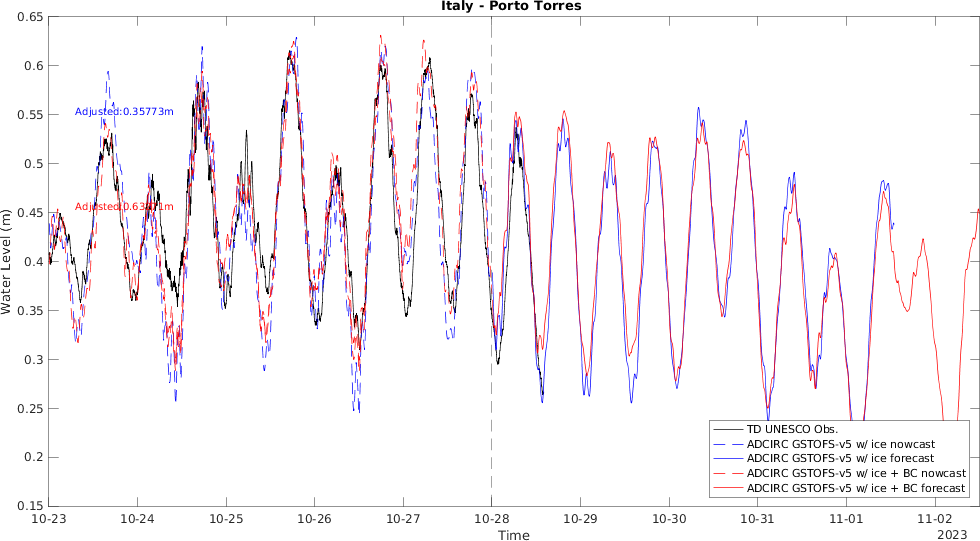 Italy - Porto Torres
0.65
0.6
0.55
0.5
0.45
0.4
0.35
0.3
0.25
0.2
0.15
Water Level (m)
Adjusted:0.35773m
TD UNESCO Obs.
ADCIRC GSTOFS-v5 w/ ice nowcast
ADCIRC GSTOFS-v5 w/ ice forecast
ADCIRC GSTOFS-v5 w/ ice + BC nowcast
ADCIRC GSTOFS-v5 w/ ice + BC forecast
10-23 10-24 10-25 10-26 10-27 10-28 10-29 10-30 10-31 11-01 11-02
Time
2023